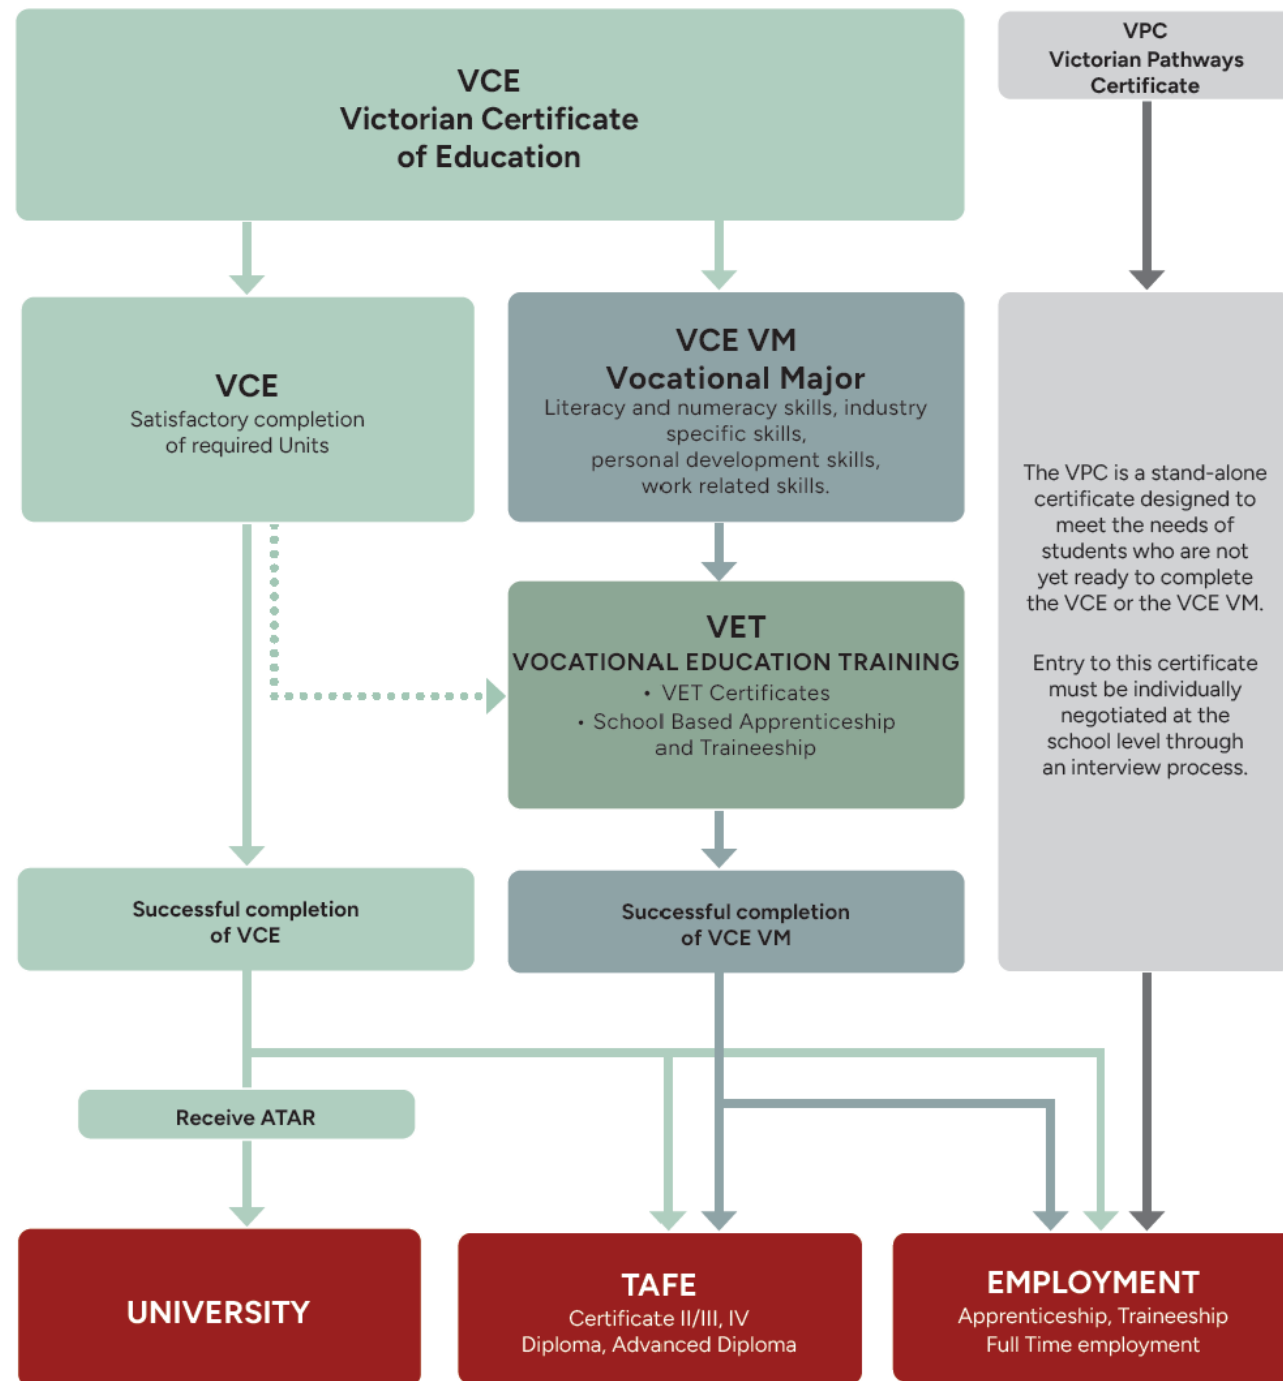 VCE
Victorian Certificate
of Education
VPC
Victorian Pathways
Certificate
VCE
Satisfactory completion
of required Units
VCE VM
Vocational Major
Literacy and numeracy skills, industry
specific skills,
personal development skills,
work related skills.
The VPC is a stand-alone
certificate designed to
meet the needs of
students who are not
yet ready to complete
the VCE or the VCE VM.
Entry to this certificate
must be individually
negotiated at the
school level through
an interview process.
VET
VOCATIONAL EDUCATION TRAINING
• VET Certificates
• School Based Apprenticeship
and Traineeship
Successful completion
of VCE
Successful completion
of VCE VM
Receive ATAR
UNIVERSITY
TAFE
Certificate II/III, IV
Diploma, Advanced Diploma
EMPLOYMENT
Apprenticeship, Traineeship
Full Time employment